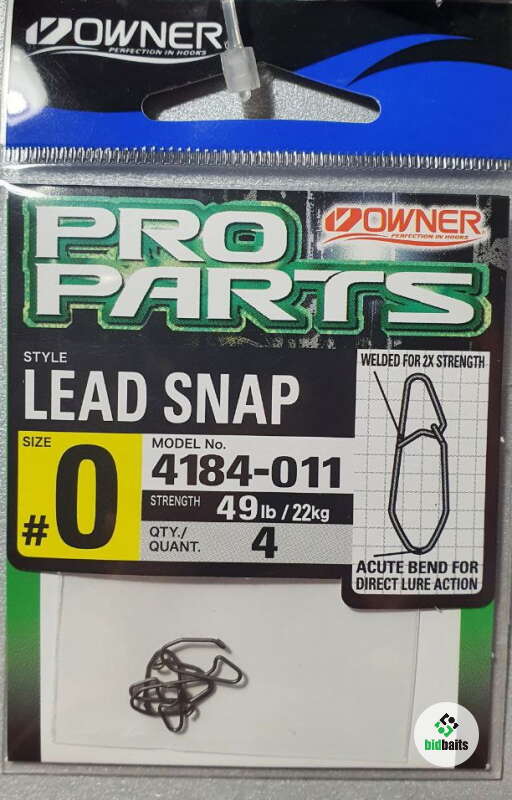 OWNER
PERFECTION IN HOOKS
PRO
PARTS
OWNER
PERFECTION IN HOOKS
STYLE
LEAD SNAP
SIZE
#0
MODEL No.
4184-011
STRENGTH 49lb/22kg
QTY./
QUANT. 4
WELDED FOR 2X STRENGTH
ACUTE BEND FOR
DIRECT LURE ACTION
bidbaits